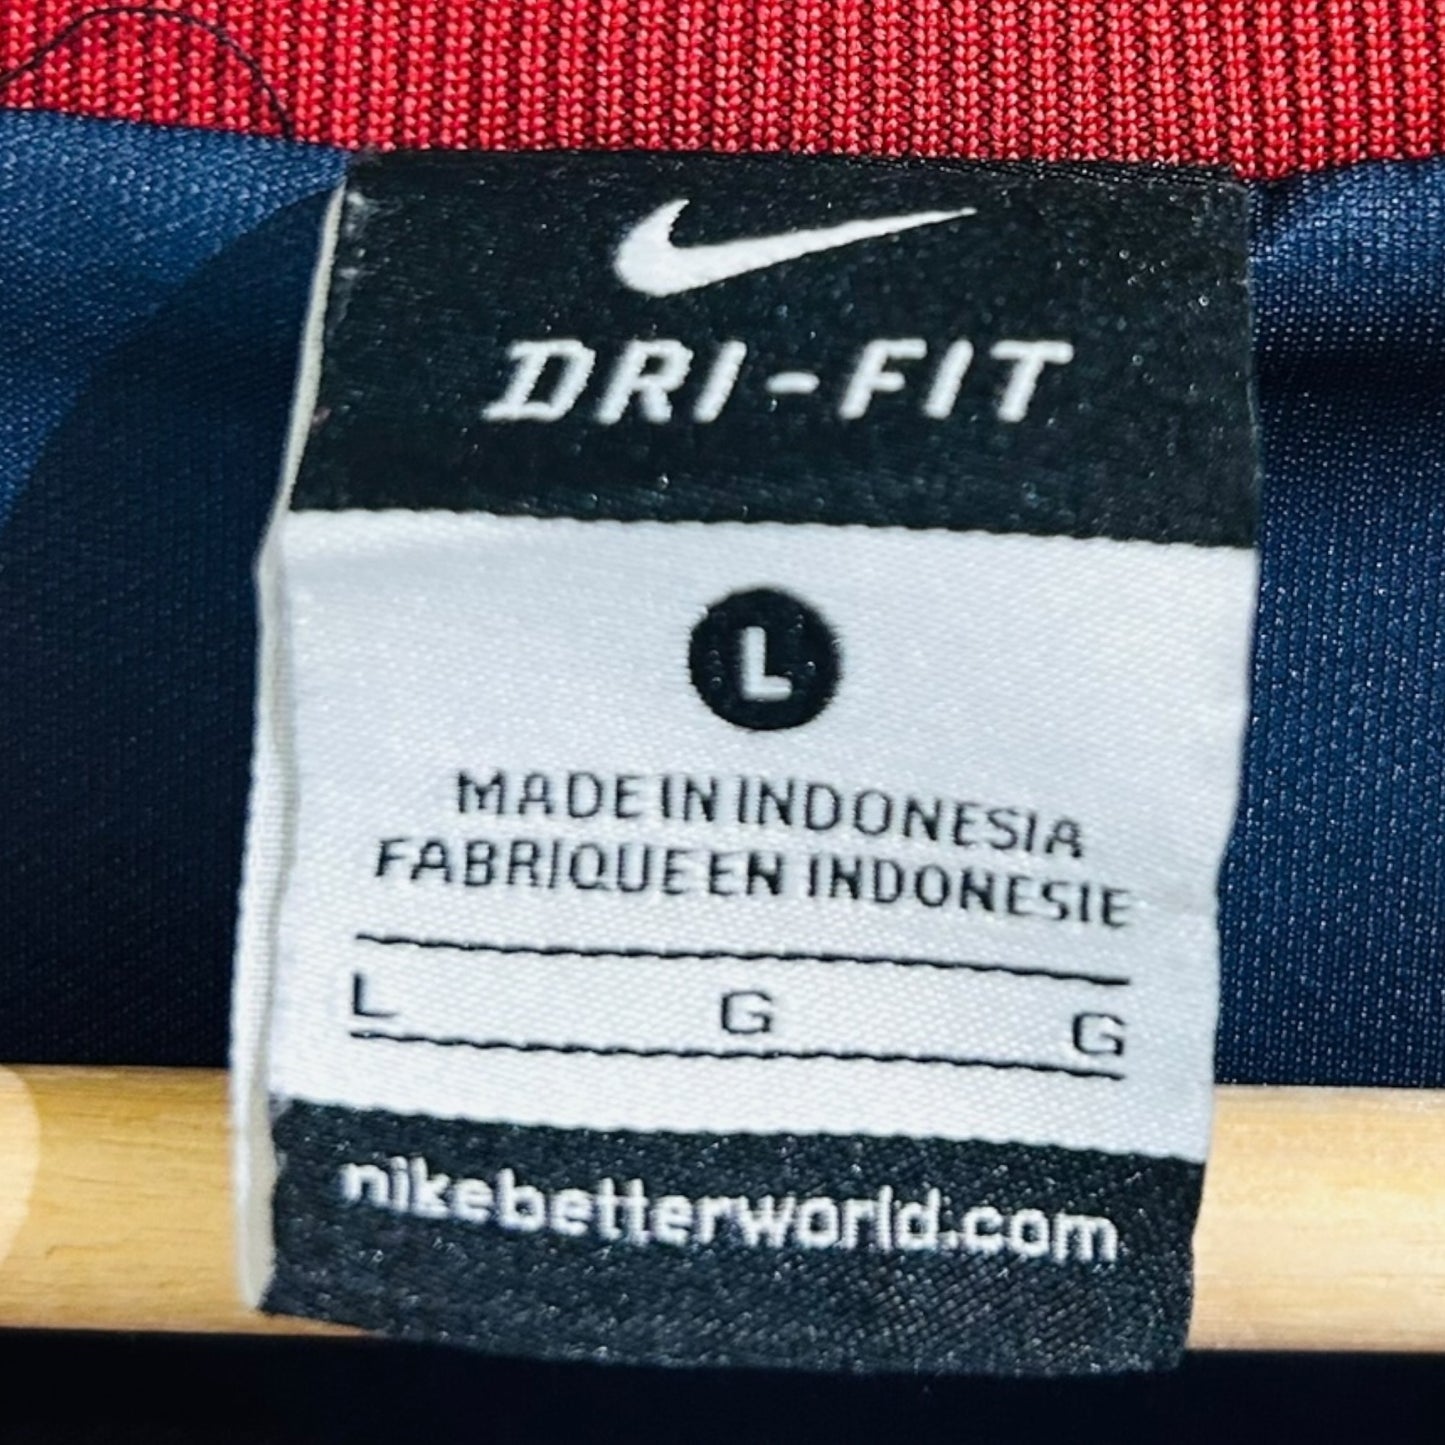 DRI-FIT
L
MADE IN INDONESIA
FABRIQUE EN INDONESIE
L G G
nikebetterworld.com